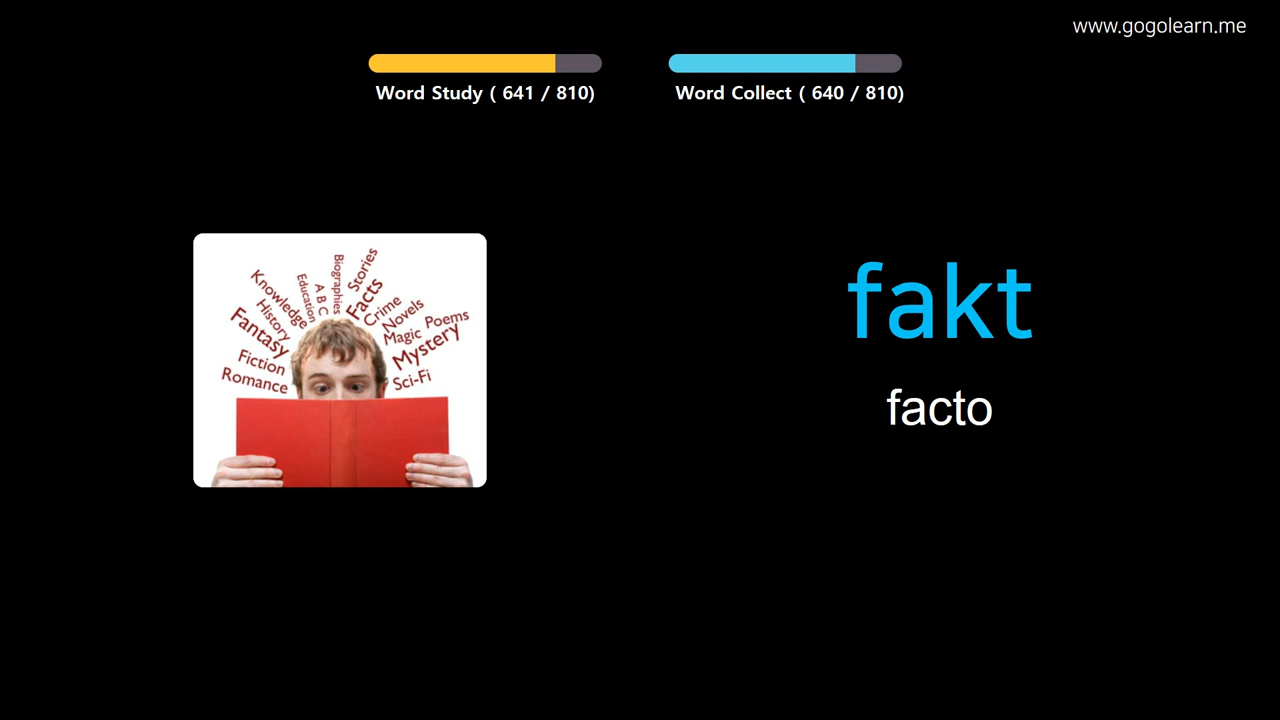 www.gogolearn.me
Word Study ( 641 / 810)
Word Collect ( 640 / 810)
Knowledge
History
Fantasy
Fiction
Romance
Education
A B C
Biographies
Stories
Facts
Crime
Novels
Magic
Poems
Mystery
Sci-Fi
fakt
facto